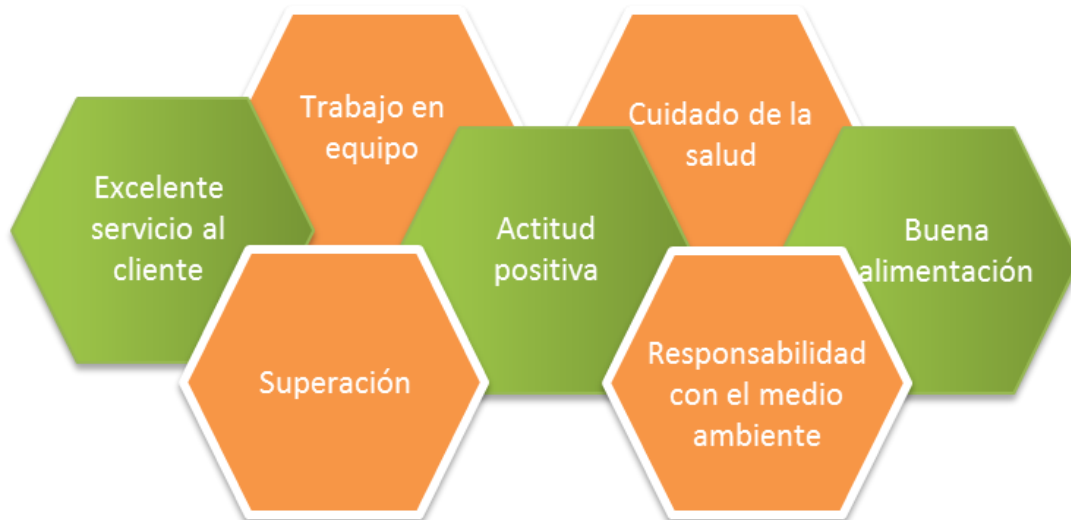 Trabajo en
equipo
Cuidado de la
salud
Excelente
servicio al
cliente
Actitud
positiva
Buena
alimentación
Superación
Responsabilidad
con el medio
ambiente